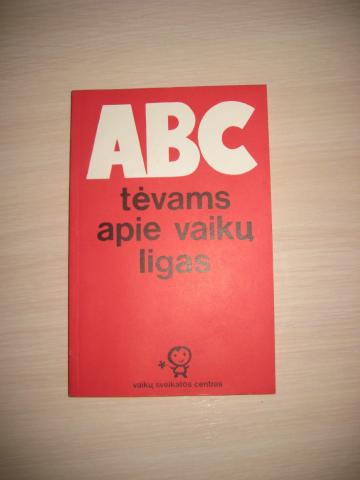 ABC
tėvams
apie vaikų
ligas
vaikų sveikatos centras